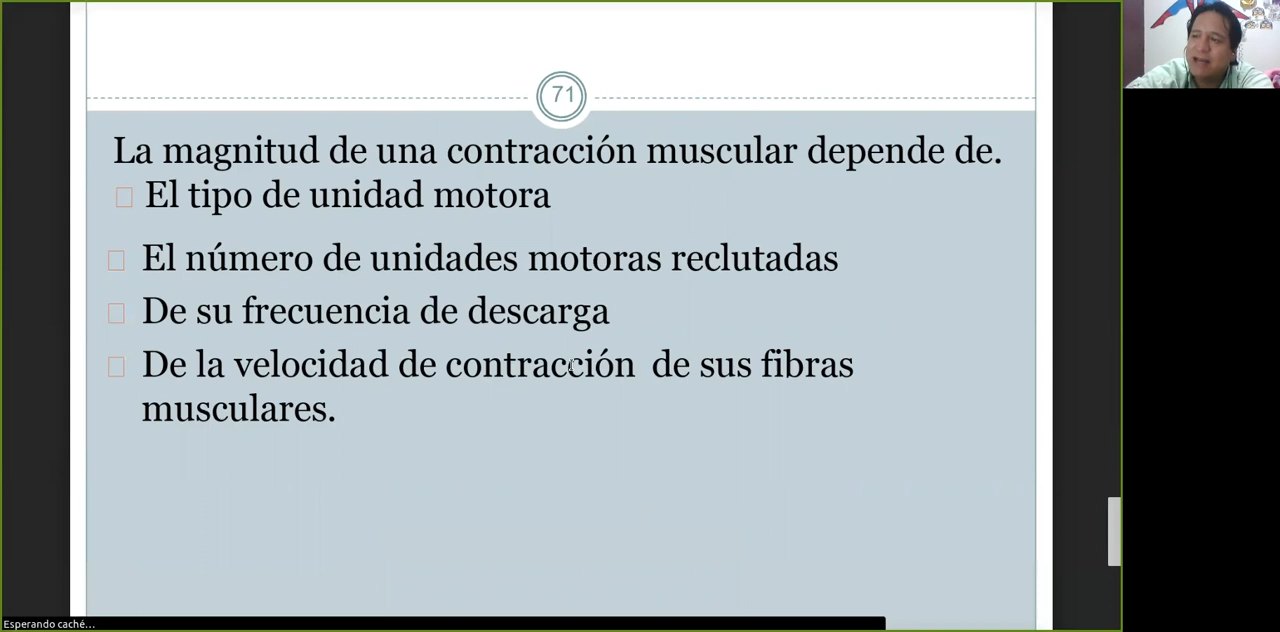 71
La magnitud de una contracción muscular depende de.
El tipo de unidad motora
El número de unidades motoras reclutadas
De su frecuencia de descarga
De la velocidad de contracción de sus fibras
musculares.
Esperando caché...